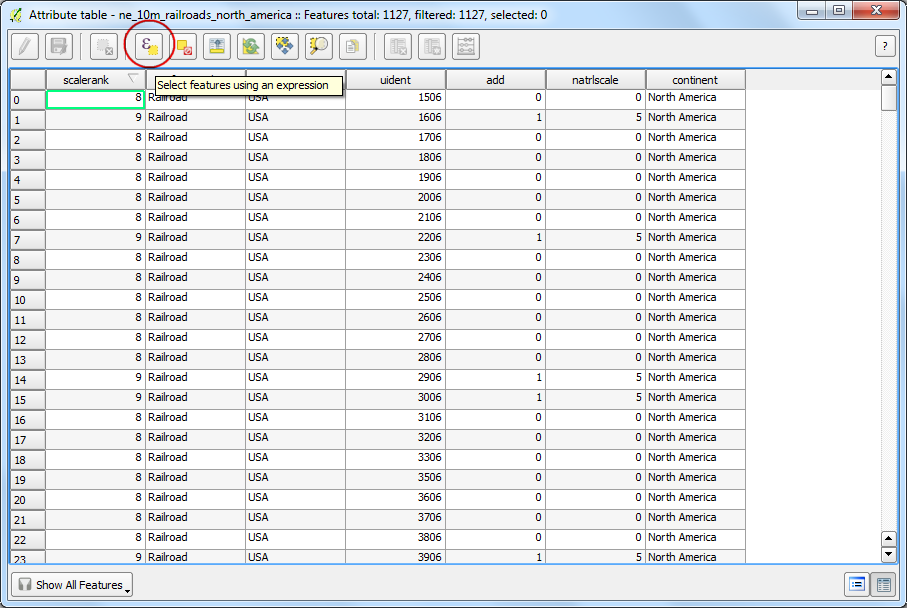 Attribute table - ne_10m_railroads_north_america :: Features total: 1127, filtered: 1127, selected: 0
ε
?
scalerank uident add natrlscale continent
Select features using an expression
0 8 Railroad USA 1506 0 0 North America
1 9 Railroad USA 1606 1 5 North America
2 8 Railroad USA 1706 0 0 North America
3 8 Railroad USA 1806 0 0 North America
4 8 Railroad USA 1906 0 0 North America
5 8 Railroad USA 2006 0 0 North America
6 8 Railroad USA 2106 0 0 North America
7 9 Railroad USA 2206 1 5 North America
8 8 Railroad USA 2306 0 0 North America
9 8 Railroad USA 2406 0 0 North America
10 8 Railroad USA 2506 0 0 North America
11 8 Railroad USA 2606 0 0 North America
12 8 Railroad USA 2706 0 0 North America
13 8 Railroad USA 2806 0 0 North America
14 9 Railroad USA 2906 1 5 North America
15 9 Railroad USA 3006 1 5 North America
16 8 Railroad USA 3106 0 0 North America
17 8 Railroad USA 3206 0 0 North America
18 8 Railroad USA 3306 0 0 North America
19 8 Railroad USA 3506 0 0 North America
20 8 Railroad USA 3606 0 0 North America
21 8 Railroad USA 3706 0 0 North America
22 8 Railroad USA 3806 0 0 North America
23 9 Railroad USA 3906 1 5 North America
Show All Features